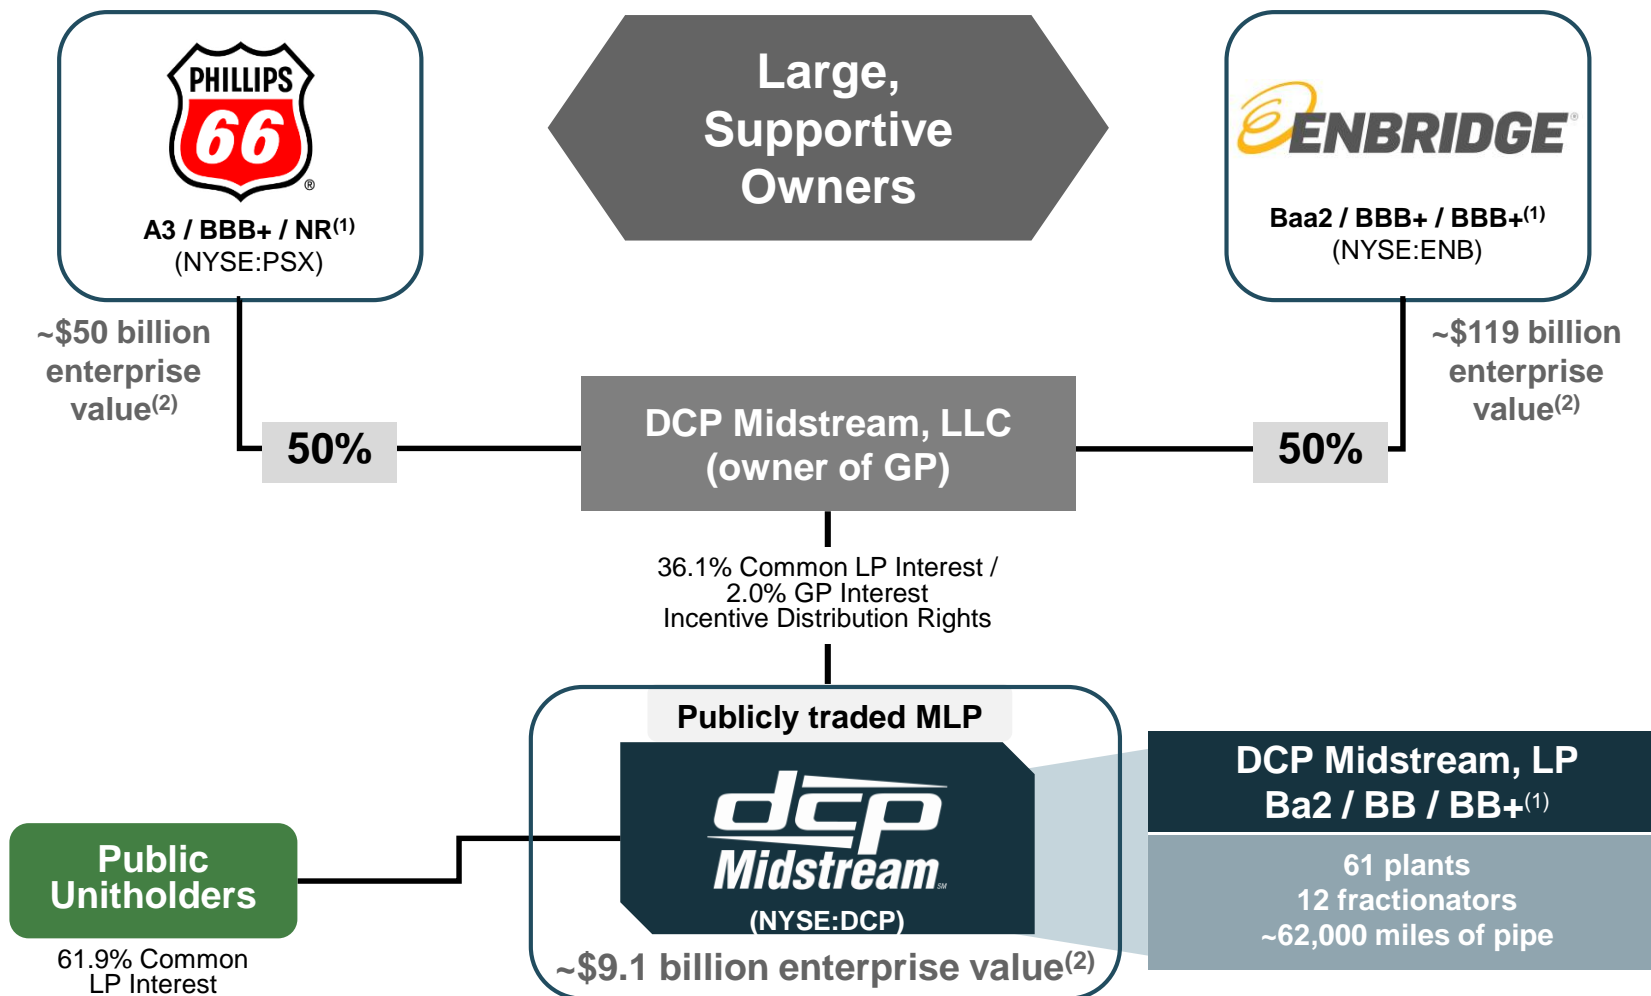 PHILLIPS
66
®
A3 / BBB+ / NR(1)
(NYSE:PSX)
Large,
Supportive
Owners
ENBRIDGE®
Baa2 / BBB+ / BBB+(1)
(NYSE:ENB)
~$50 billion
enterprise
value(2)
~$119 billion
enterprise
value(2)
50%
DCP Midstream, LLC
(owner of GP)
50%
36.1% Common LP Interest /
2.0% GP Interest
Incentive Distribution Rights
Publicly traded MLP
dcp
Midstream℠
(NYSE:DCP)
~$9.1 billion enterprise value(2)
DCP Midstream, LP
Ba2 / BB / BB+(1)
61 plants
12 fractionators
~62,000 miles of pipe
Public
Unitholders
61.9% Common
LP Interest